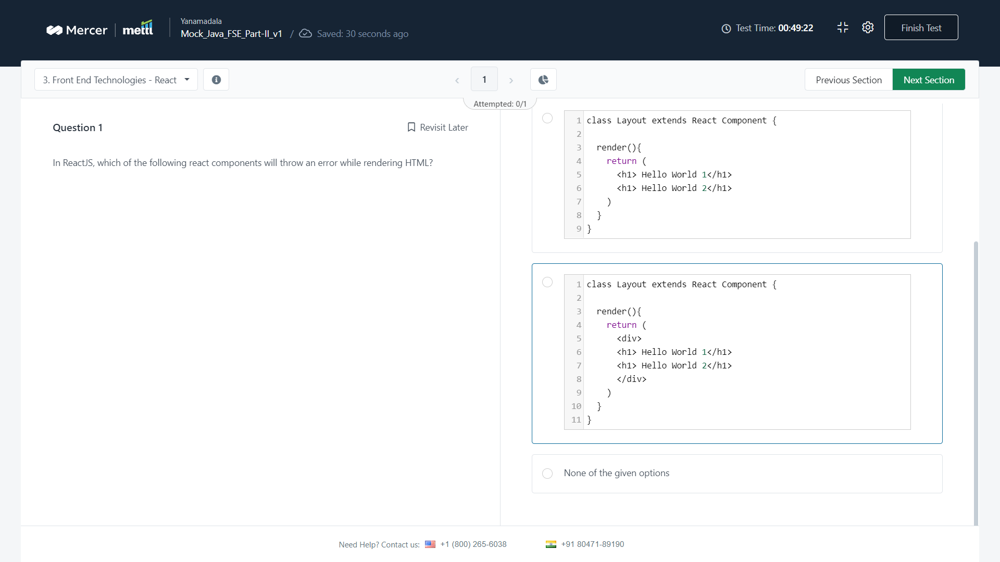 Mercer
mettl
Yanamadala
Mock_Java_FSE_Part-II_v1 / Saved: 30 seconds ago
Test Time: 00:49:22
Finish Test
3. Front End Technologies - React
1
Attempted: 0/1
Previous Section
Next Section
Question 1
Revisit Later
In ReactJS, which of the following react components will throw an error while rendering HTML?
1 class Layout extends React Component {
2
3 render(){
4 return (
5 <h1> Hello World 1</h1>
6 <h1> Hello World 2</h1>
7 )
8 }
9 }
1 class Layout extends React Component {
2
3 render(){
4 return (
5 <div>
6 <h1> Hello World 1</h1>
7 <h1> Hello World 2</h1>
8 </div>
9 )
10 }
11 }
None of the given options
Need Help? Contact us: +1 (800) 265-6038 +91 80471-89190